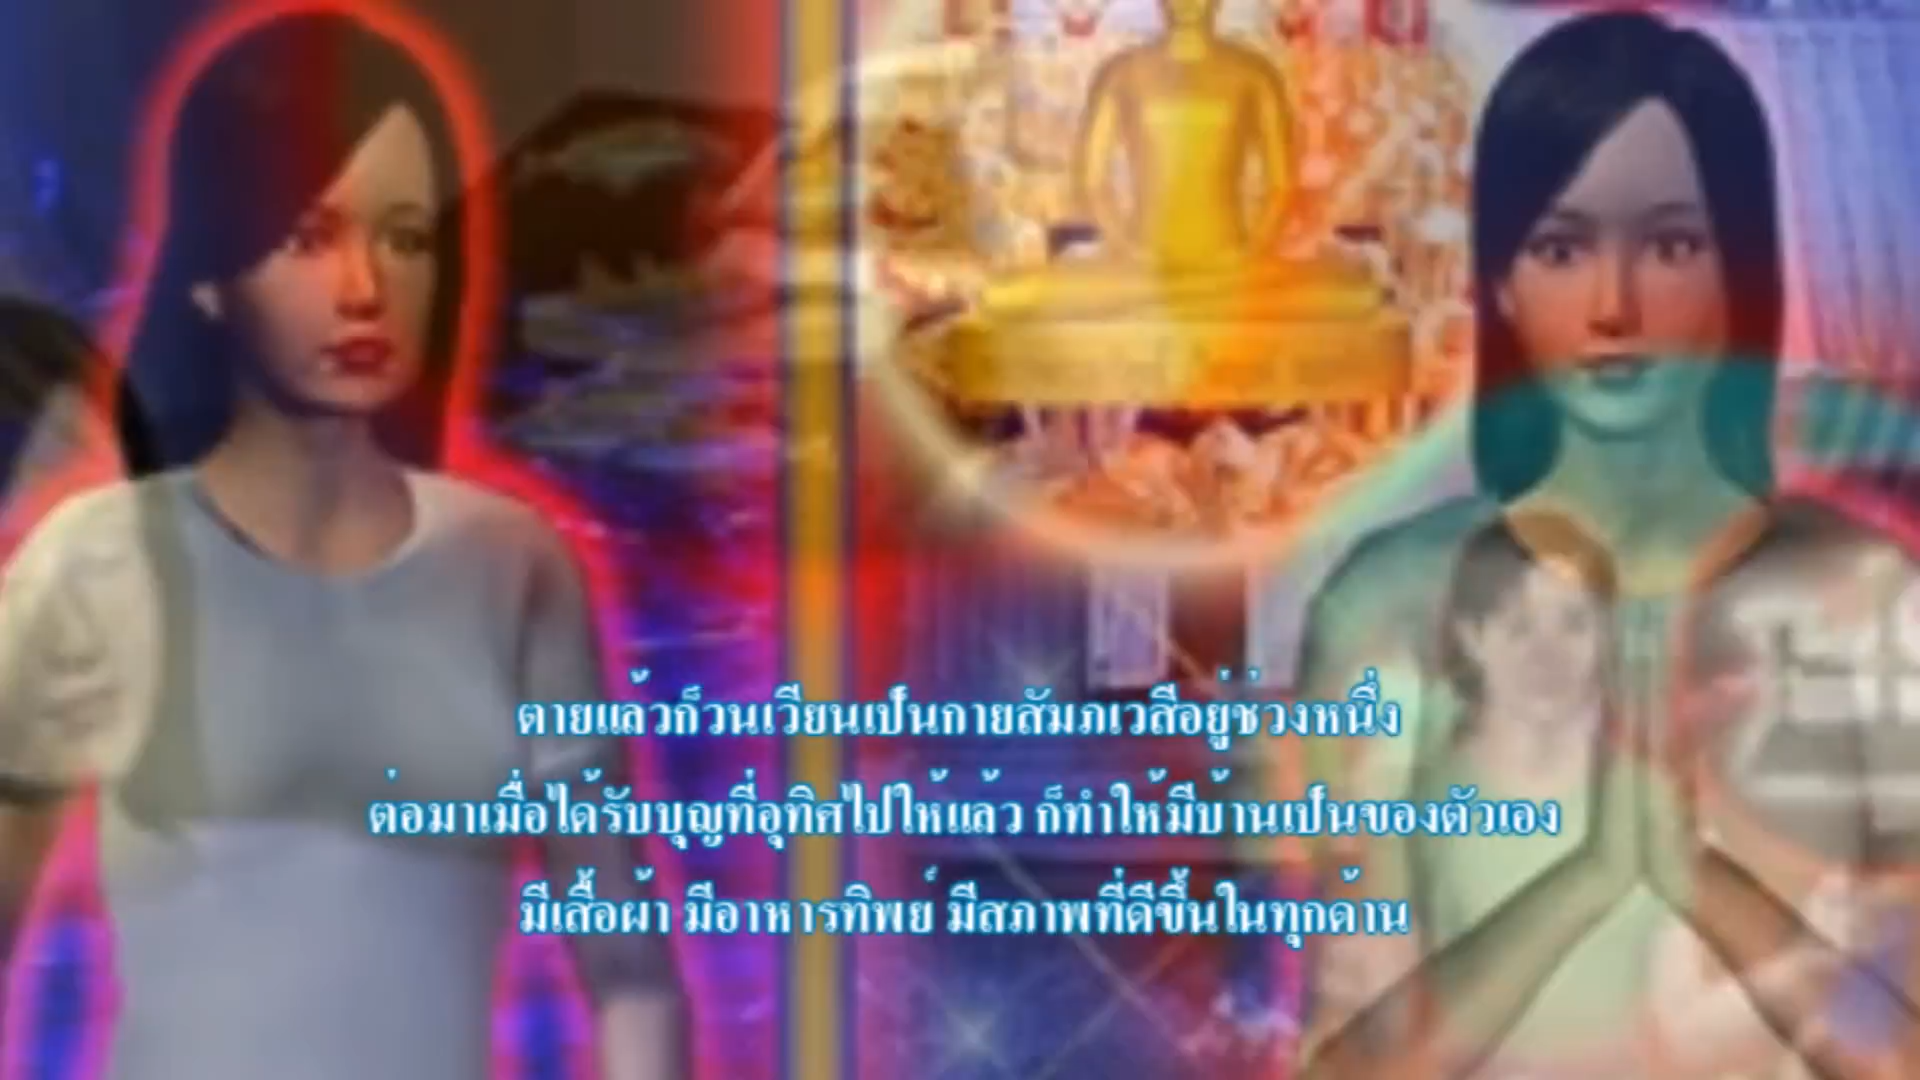 ตายแล้วก็วนเวียนเป็นกายสัมภเวสีอยู่ช่วงหนึ่ง
ต่อมาเมื่อได้รับบุญที่อุทิศไปให้แล้ว ก็ทำให้มีบ้านเป็นของตัวเอง
มีเสื้อผ้า มีอาหารทิพย์ มีสภาพที่ดีขึ้นในทุกด้าน